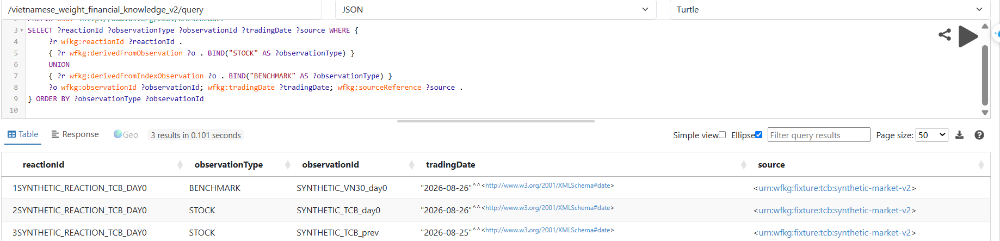 /vietnamese_weight_financial_knowledge_v2/query
JSON
Turtle
3 SELECT ?reactionId ?observationType ?observationId ?tradingDate ?source WHERE {
4 ?r wfkg:reactionId ?reactionId .
5 { ?r wfkg:derivedFromObservation ?o . BIND("STOCK" AS ?observationType) }
6 UNION
7 { ?r wfkg:derivedFromIndexObservation ?o . BIND("BENCHMARK" AS ?observationType) }
8 ?o wfkg:observationId ?observationId; wfkg:tradingDate ?tradingDate; wfkg:sourceReference ?source .
9 } ORDER BY ?observationType ?observationId
10
Table Response Geo 3 results in 0.101 seconds Simple view Ellipse Filter query results Page size: 50
reactionId observationType observationId tradingDate source
1 SYNTHETIC_REACTION_TCB_DAY0 BENCHMARK SYNTHETIC_VN30_day0 "2026-08-26"^^<http://www.w3.org/2001/XMLSchema#date> <urn:wfkg:fixture:tcb:synthetic-market-v2>
2 SYNTHETIC_REACTION_TCB_DAY0 STOCK SYNTHETIC_TCB_day0 "2026-08-26"^^<http://www.w3.org/2001/XMLSchema#date> <urn:wfkg:fixture:tcb:synthetic-market-v2>
3 SYNTHETIC_REACTION_TCB_DAY0 STOCK SYNTHETIC_TCB_prev "2026-08-25"^^<http://www.w3.org/2001/XMLSchema#date> <urn:wfkg:fixture:tcb:synthetic-market-v2>